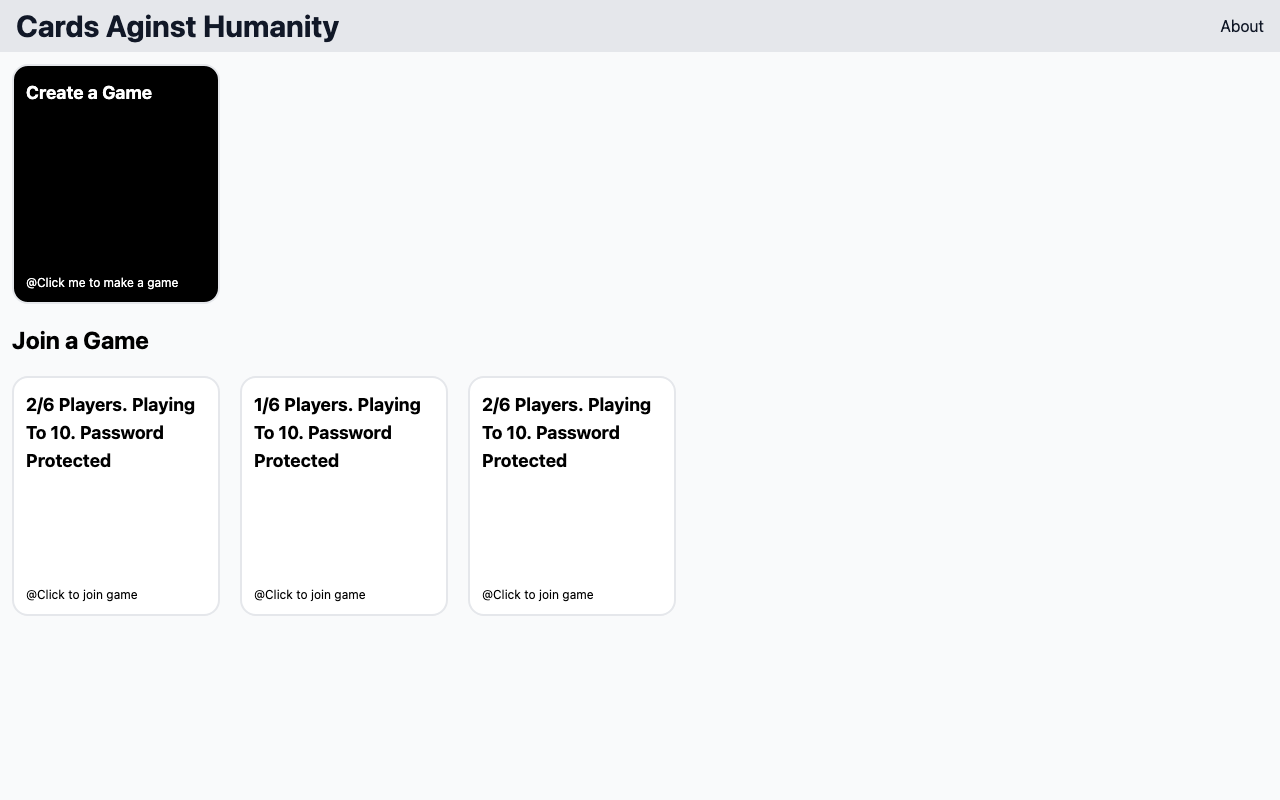 Cards Aginst Humanity
About
Create a Game
@Click me to make a game
Join a Game
2/6 Players. Playing
To 10. Password
Protected
@Click to join game
1/6 Players. Playing
To 10. Password
Protected
@Click to join game
2/6 Players. Playing
To 10. Password
Protected
@Click to join game